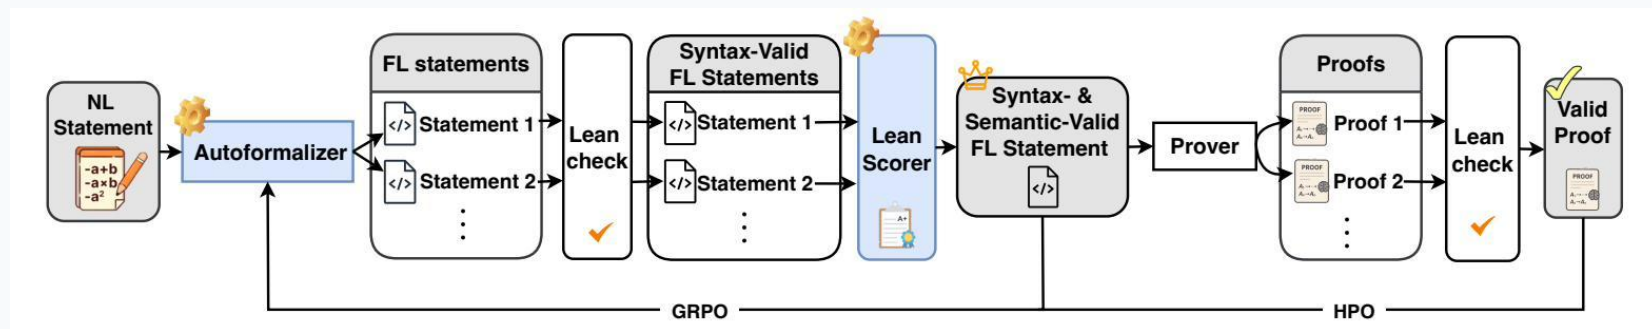 NL
Statement
-a+b
-a×b
-a²
Autoformalizer
FL statements
</> Statement 1
</> Statement 2
Lean
check
Syntax-Valid
FL Statements
</> Statement 1
</> Statement 2
Lean
Scorer
A+
Syntax- &
Semantic-Valid
FL Statement
</>
Prover
Proofs
PROOF
Proof 1
PROOF
Proof 2
Lean
check
Valid
Proof
PROOF
GRPO
HPO